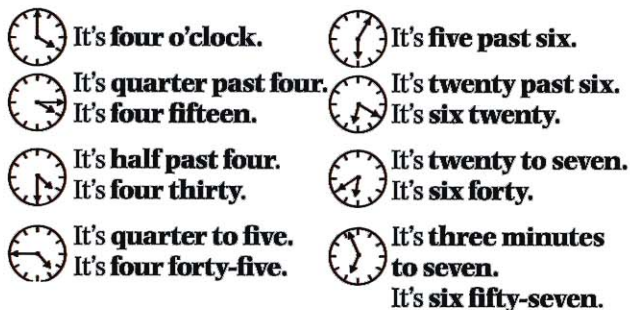 It's four o'clock.
It's quarter past four.
It's four fifteen.
It's half past four.
It's four thirty.
It's quarter to five.
It's four forty-five.
It's five past six.
It's twenty past six.
It's six twenty.
It's twenty to seven.
It's six forty.
It's three minutes
to seven.
It's six fifty-seven.